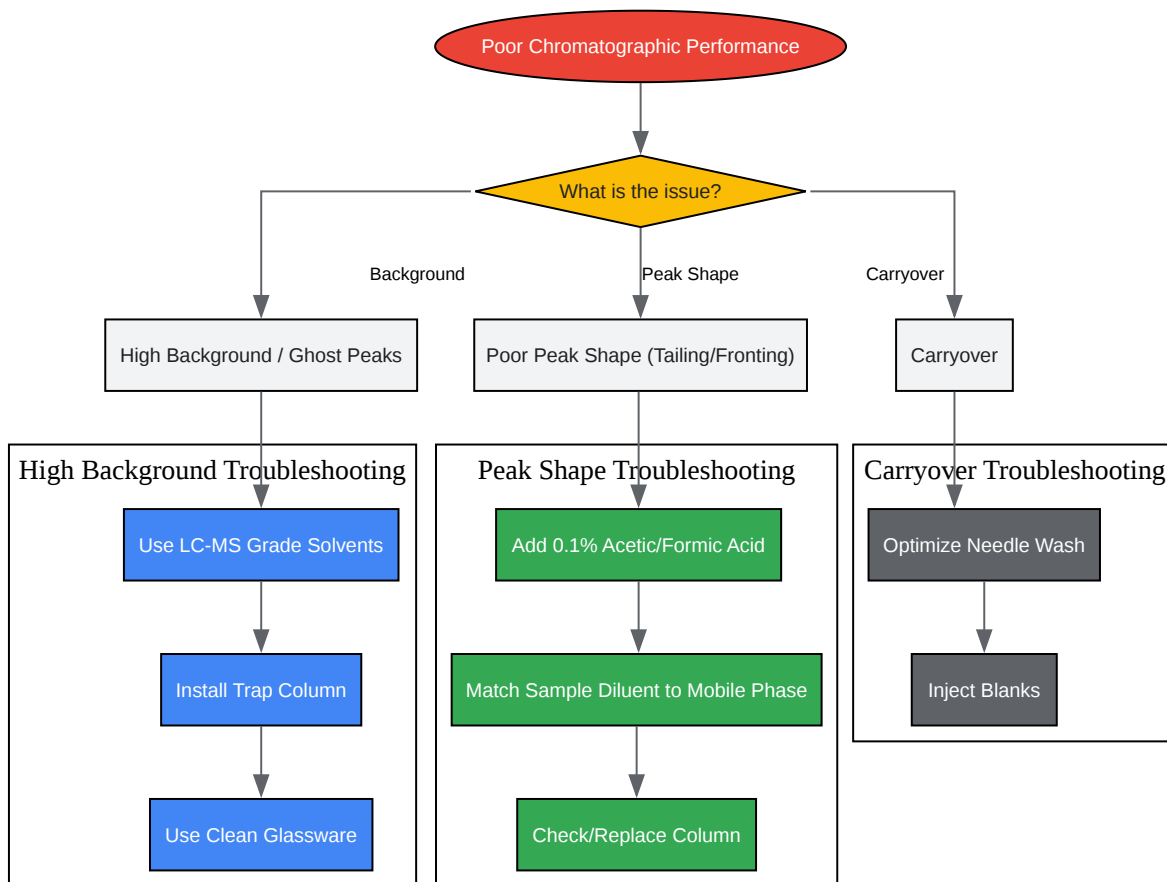 Poor Chromatographic Performance
What is the issue?
Background
Peak Shape
Carryover
High Background / Ghost Peaks
Poor Peak Shape (Tailing/Fronting)
Carryover
High Background Troubleshooting
Peak Shape Troubleshooting
Carryover Troubleshooting
Use LC-MS Grade Solvents
Add 0.1% Acetic/Formic Acid
Optimize Needle Wash
Install Trap Column
Match Sample Diluent to Mobile Phase
Inject Blanks
Use Clean Glassware
Check/Replace Column